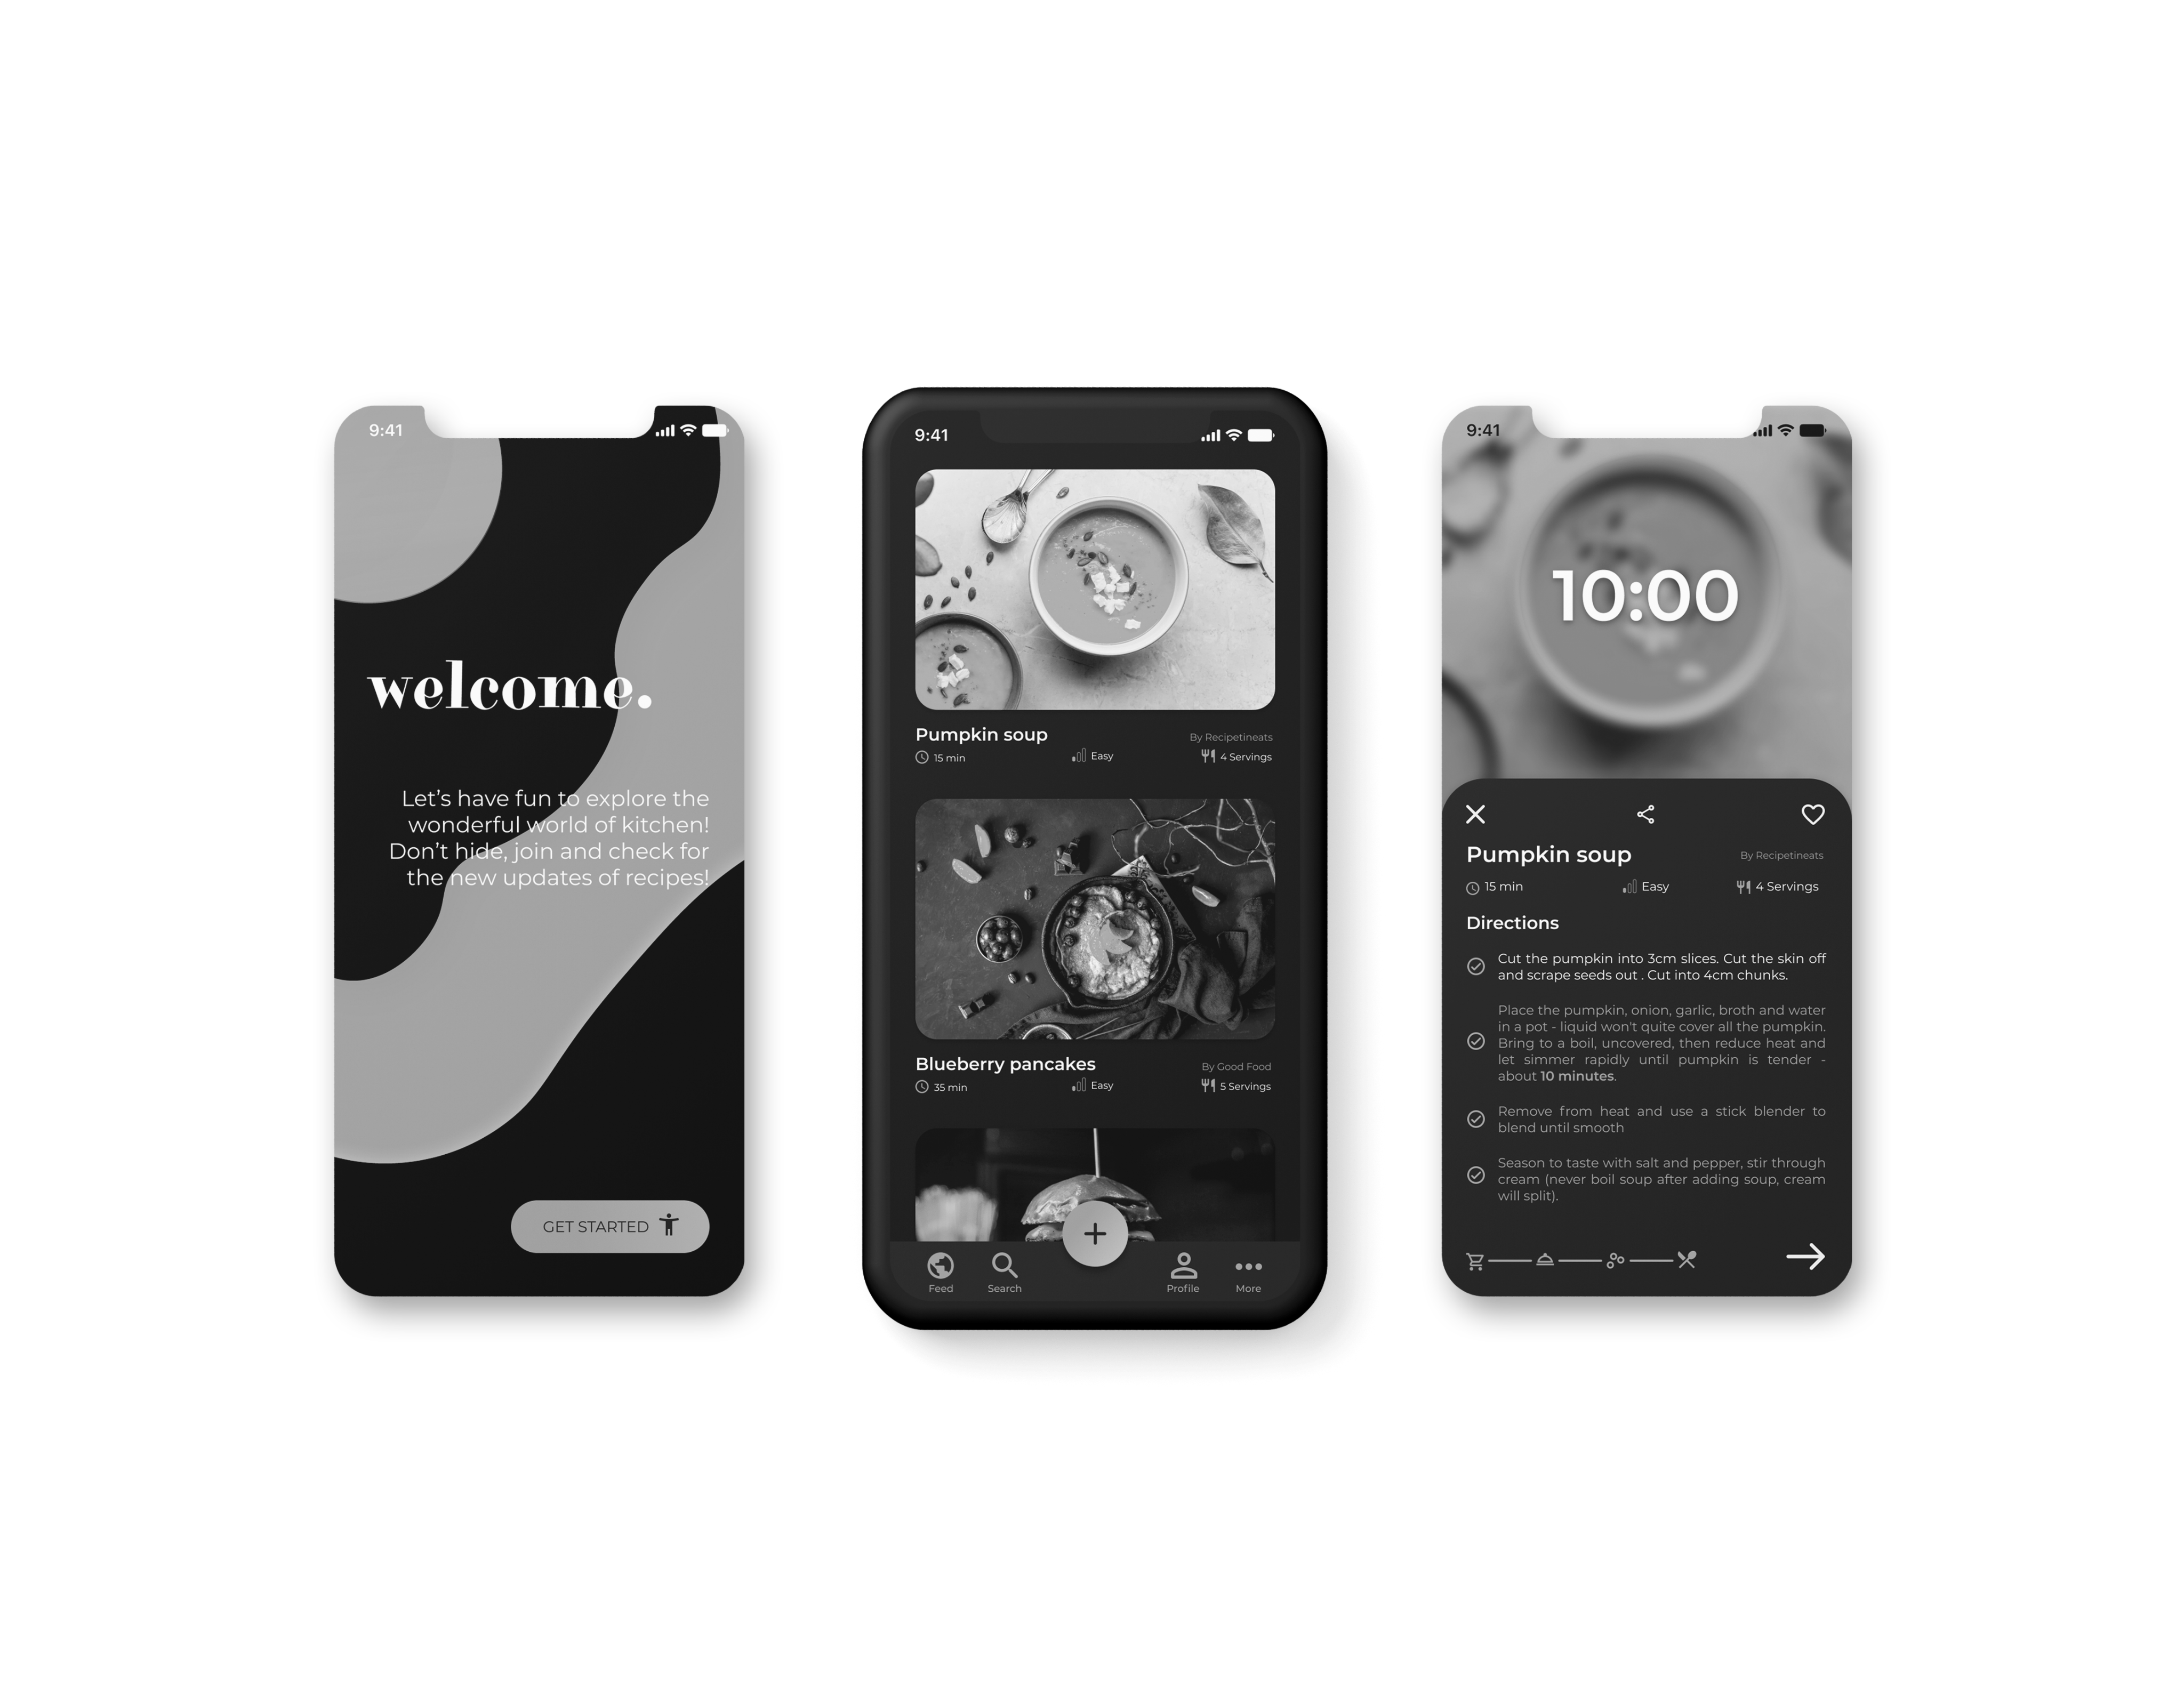 9:41
welcome.
Let’s have fun to explore the
wonderful world of kitchen!
Don’t hide, join and check for
the new updates of recipes!
GET STARTED
9:41
Pumpkin soup
By Recipetineats
15 min
Easy
4 Servings
Blueberry pancakes
By Good Food
35 min
Easy
5 Servings
Feed
Search
Profile
More
9:41
10:00
Pumpkin soup
By Recipetineats
15 min
Easy
4 Servings
Directions
Cut the pumpkin into 3cm slices. Cut the skin off
and scrape seeds out . Cut into 4cm chunks.
Place the pumpkin, onion, garlic, broth and water
in a pot - liquid won't quite cover all the pumpkin.
Bring to a boil, uncovered, then reduce heat and
let simmer rapidly until pumpkin is tender -
about 10 minutes.
Remove from heat and use a stick blender to
blend until smooth
Season to taste with salt and pepper, stir through
cream (never boil soup after adding soup, cream
will split).